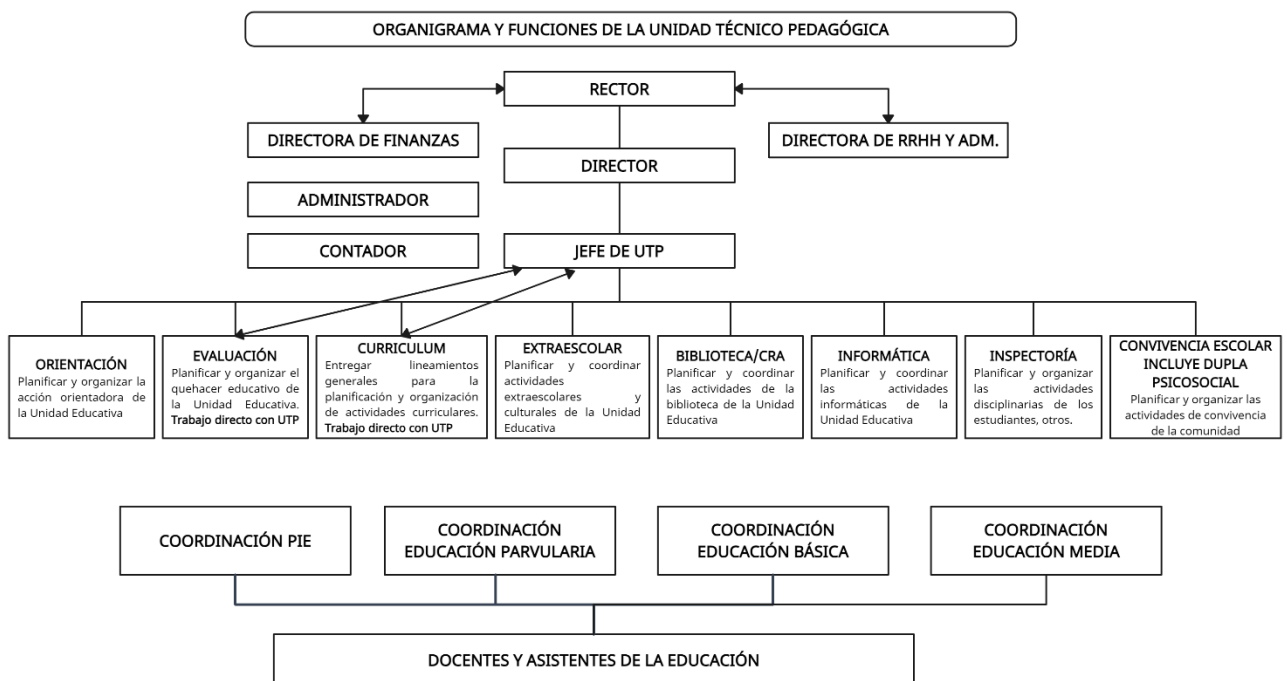 ORGANIGRAMA Y FUNCIONES DE LA UNIDAD TÉCNICO PEDAGÓGICA
RECTOR
DIRECTORA DE FINANZAS
DIRECTORA DE RRHH Y ADM.
DIRECTOR
ADMINISTRADOR
CONTADOR
JEFE DE UTP
ORIENTACIÓN
Planificar y organizar la
acción orientadora de
la Unidad Educativa
EVALUACIÓN
Planificar y organizar el
quehacer educativo de
la Unidad Educativa.
Trabajo directo con UTP
CURRICULUM
Entregar lineamientos
generales para la
planificación y organización
de actividades curriculares.
Trabajo directo con UTP
EXTRAESCOLAR
Planificar y coordinar
actividades
extraescolares y
culturales de la Unidad
Educativa
BIBLIOTECA/CRA
Planificar y coordinar
las actividades de la
biblioteca de la Unidad
Educativa
INFORMÁTICA
Planificar y coordinar
las actividades
informáticas de la
Unidad Educativa
INSPECTORÍA
Planificar y organizar
las actividades
disciplinarias de los
estudiantes, otros.
CONVIVENCIA ESCOLAR
INCLUYE DUPLA
PSICOSOCIAL
Planificar y organizar las
actividades de convivencia
de la comunidad
COORDINACIÓN PIE
COORDINACIÓN
EDUCACIÓN PARVULARIA
COORDINACIÓN
EDUCACIÓN BÁSICA
COORDINACIÓN
EDUCACIÓN MEDIA
DOCENTES Y ASISTENTES DE LA EDUCACIÓN